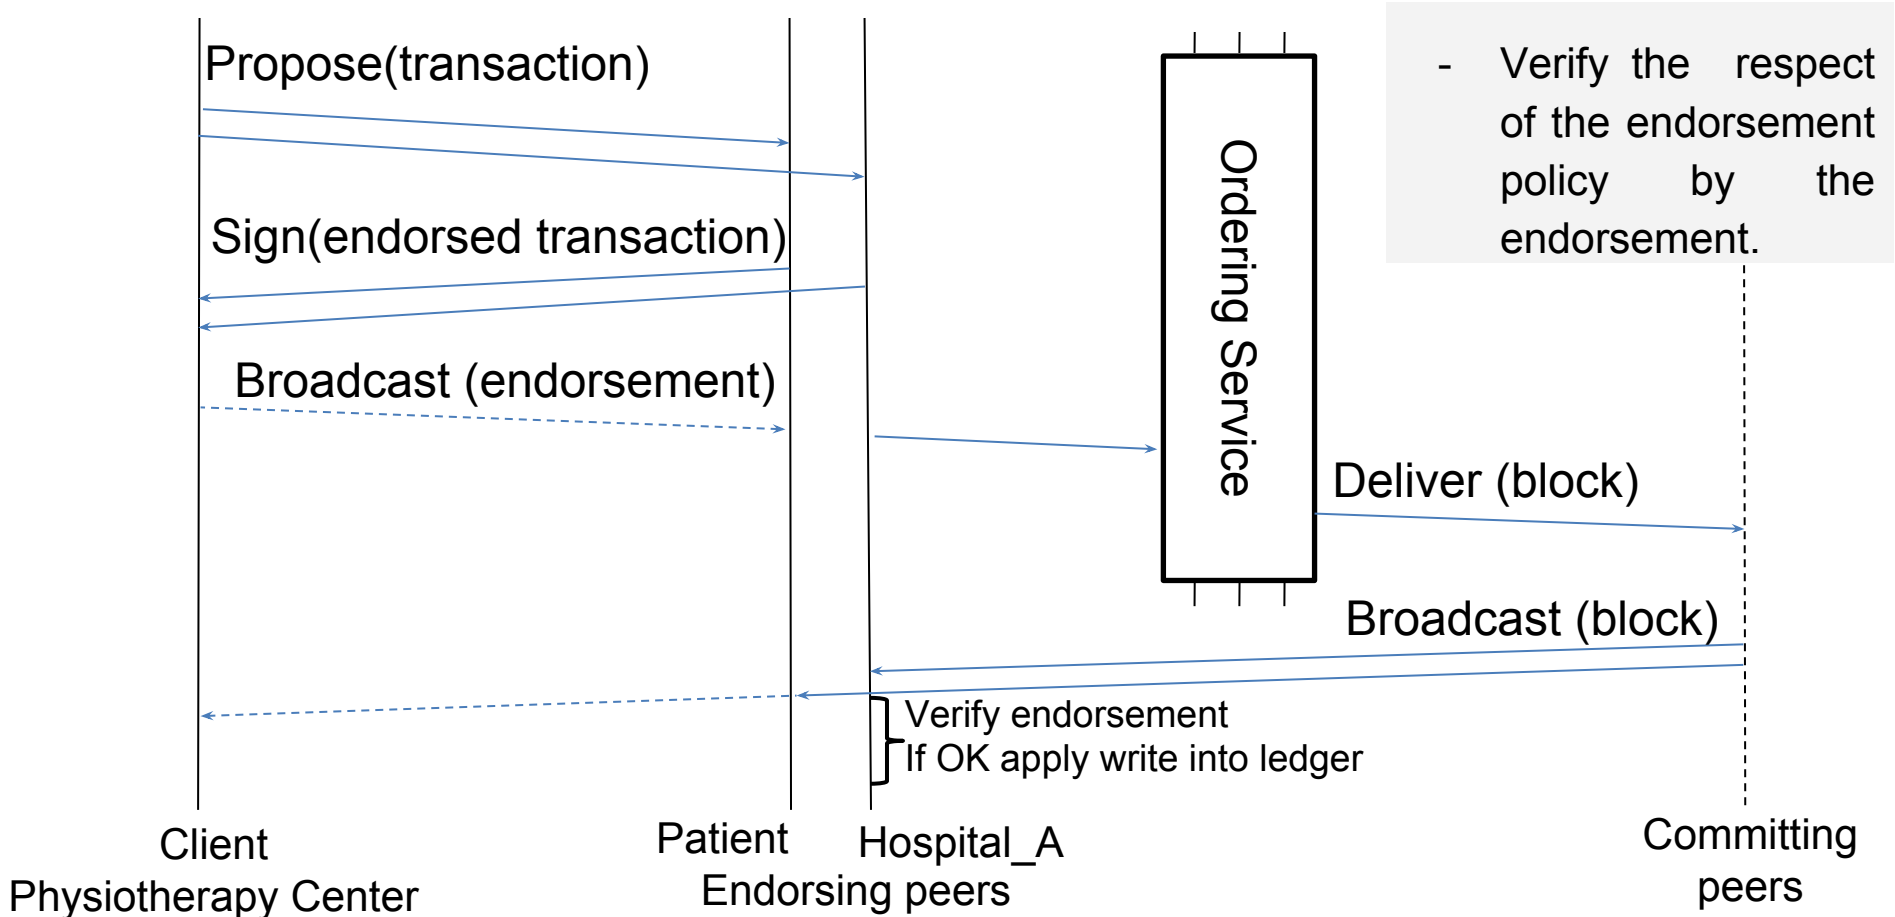 Propose(transaction)
- Verify the respect
of the endorsement
policy by the
endorsement.
Ordering Service
Sign(endorsed transaction)
Broadcast (endorsement)
Deliver (block)
Broadcast (block)
Verify endorsement
If OK apply write into ledger
Client
Physiotherapy Center
Patient
Hospital_A
Endorsing peers
Committing
peers